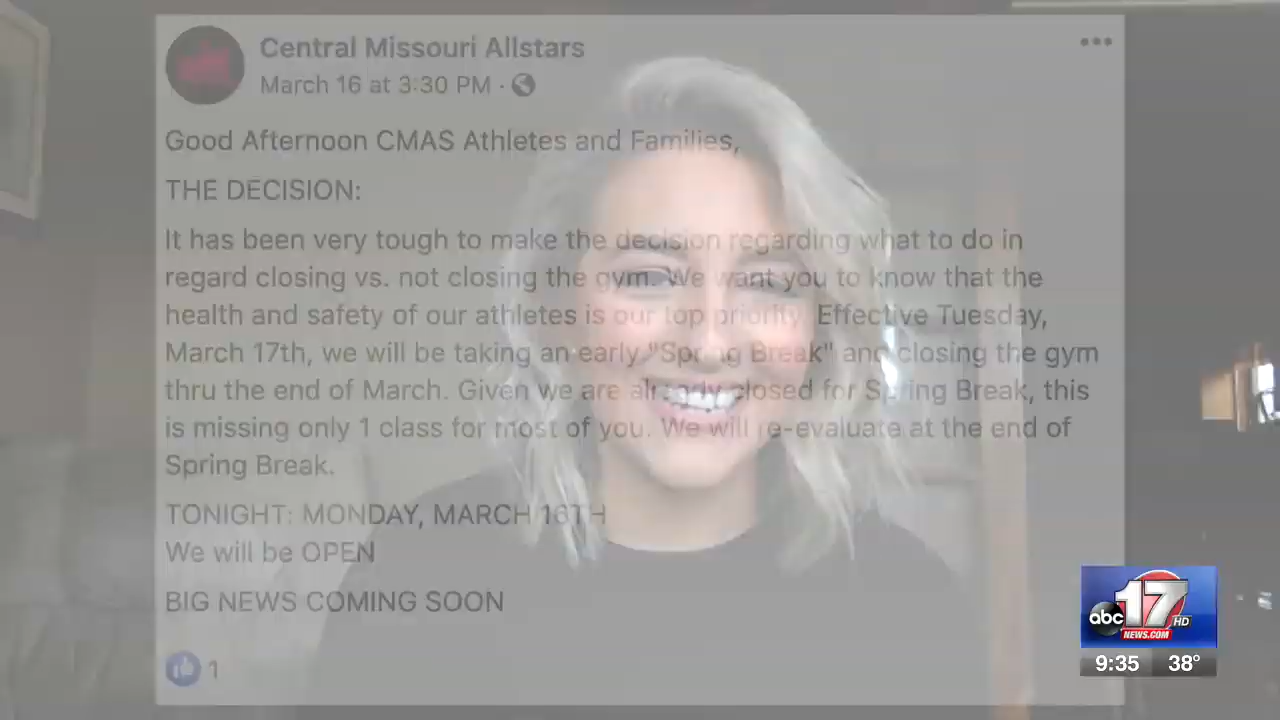 Central Missouri Allstars
March 16 at 3:30 PM ·
Good Afternoon CMAS Athletes and Families,
THE DECISION:
It has been very tough to make the decision regarding what to do in
regard closing vs. not closing the gym. We want you to know that the
health and safety of our athletes is our top priority. Effective Tuesday,
March 17th, we will be taking an early "Spring Break" and closing the gym
thru the end of March. Given we are already closed for Spring Break, this
is missing only 1 class for most of you. We will re-evaluate at the end of
Spring Break.
TONIGHT: MONDAY, MARCH 16TH
We will be OPEN
BIG NEWS COMING SOON
1
abc 17 HD
NEWS.COM
9:35 38°